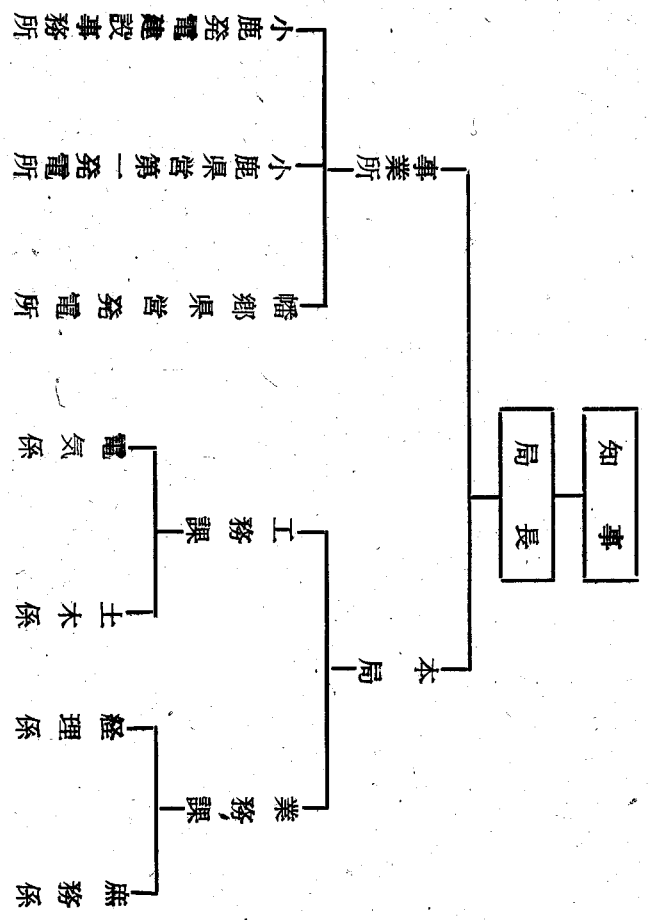 知事
局長
本局
業務課
庶務係
経理係
工務課
土木係
電気係
事業所
幡郷県営発電所
小鹿県営第一発電所
小鹿発電建設事務所